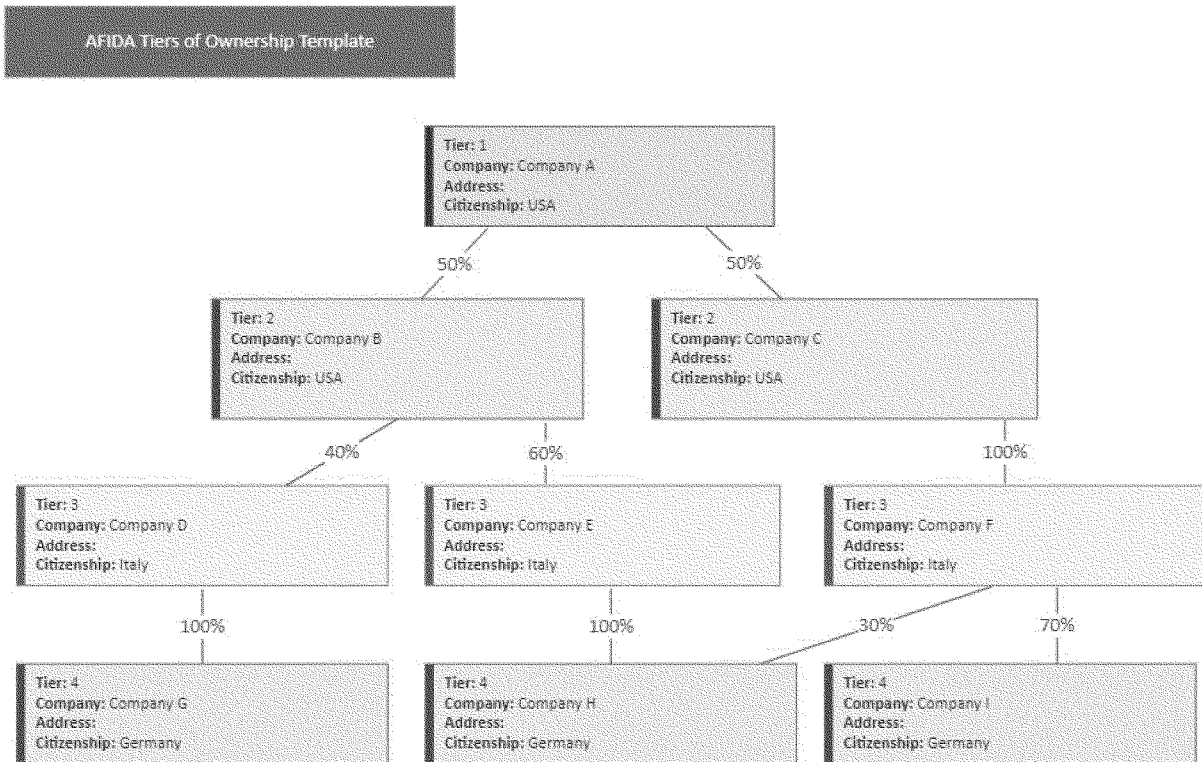 AFIDA Tiers of Ownership Template
Tier: 1
Company: Company A
Address:
Citizenship: USA
50%
50%
Tier: 2
Company: Company B
Address:
Citizenship: USA
Tier: 2
Company: Company C
Address:
Citizenship: USA
40%
60%
100%
Tier: 3
Company: Company D
Address:
Citizenship: Italy
Tier: 3
Company: Company E
Address:
Citizenship: Italy
Tier: 3
Company: Company F
Address:
Citizenship: Italy
100%
100%
30%
70%
Tier: 4
Company: Company G
Address:
Citizenship: Germany
Tier: 4
Company: Company H
Address:
Citizenship: Germany
Tier: 4
Company: Company I
Address:
Citizenship: Germany